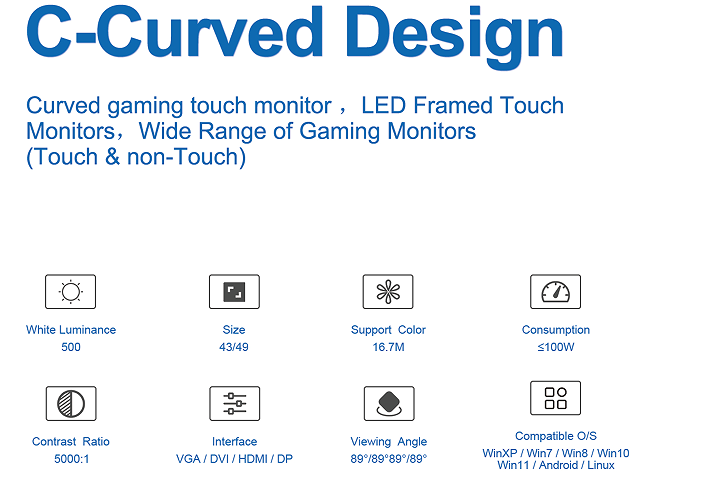 C-Curved Design
Curved gaming touch monitor ，LED Framed Touch
Monitors，Wide Range of Gaming Monitors
(Touch & non-Touch)
White Luminance
500
Size
43/49
Support Color
16.7M
Consumption
≤100W
Contrast Ratio
5000:1
Interface
VGA / DVI / HDMI / DP
Viewing Angle
89°/89°89°/89°
Compatible O/S
WinXP / Win7 / Win8 / Win10
Win11 / Android / Linux